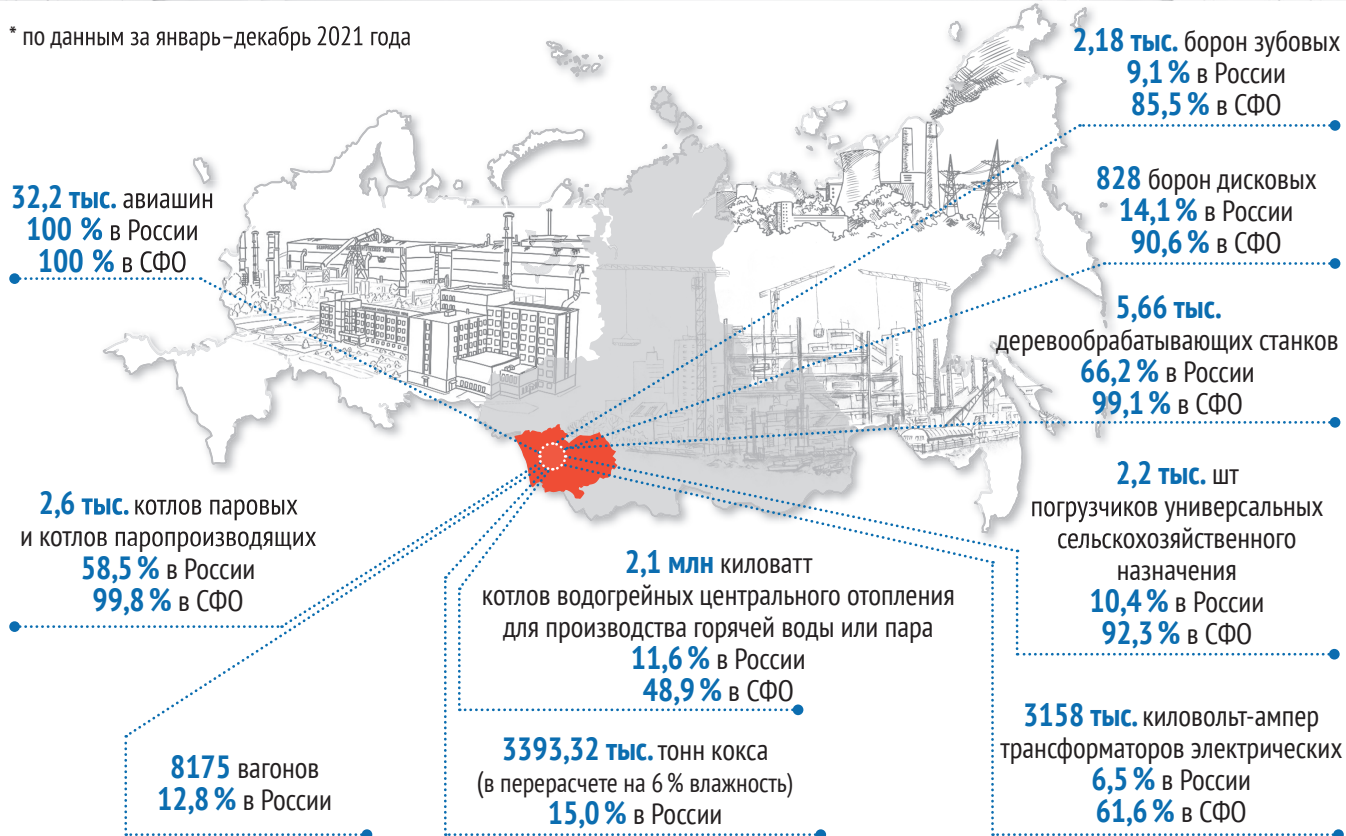 * по данным за январь–декабрь 2021 года
2,18 тыс. борон зубовых
9,1 % в России
85,5 % в СФО
32,2 тыс. авиашин
100 % в России
100 % в СФО
828 борон дисковых
14,1 % в России
90,6 % в СФО
5,66 тыс.
деревообрабатывающих станков
66,2 % в России
99,1 % в СФО
2,6 тыс. котлов паровых
и котлов паропроизводящих
58,5 % в России
99,8 % в СФО
2,1 млн киловатт
котлов водогрейных центрального отопления
для производства горячей воды или пара
11,6 % в России
48,9 % в СФО
2,2 тыс. шт
погрузчиков универсальных
сельскохозяйственного
назначения
10,4 % в России
92,3 % в СФО
8175 вагонов
12,8 % в России
3393,32 тыс. тонн кокса
(в перерасчете на 6 % влажность)
15,0 % в России
3158 тыс. киловольт-ампер
трансформаторов электрических
6,5 % в России
61,6 % в СФО